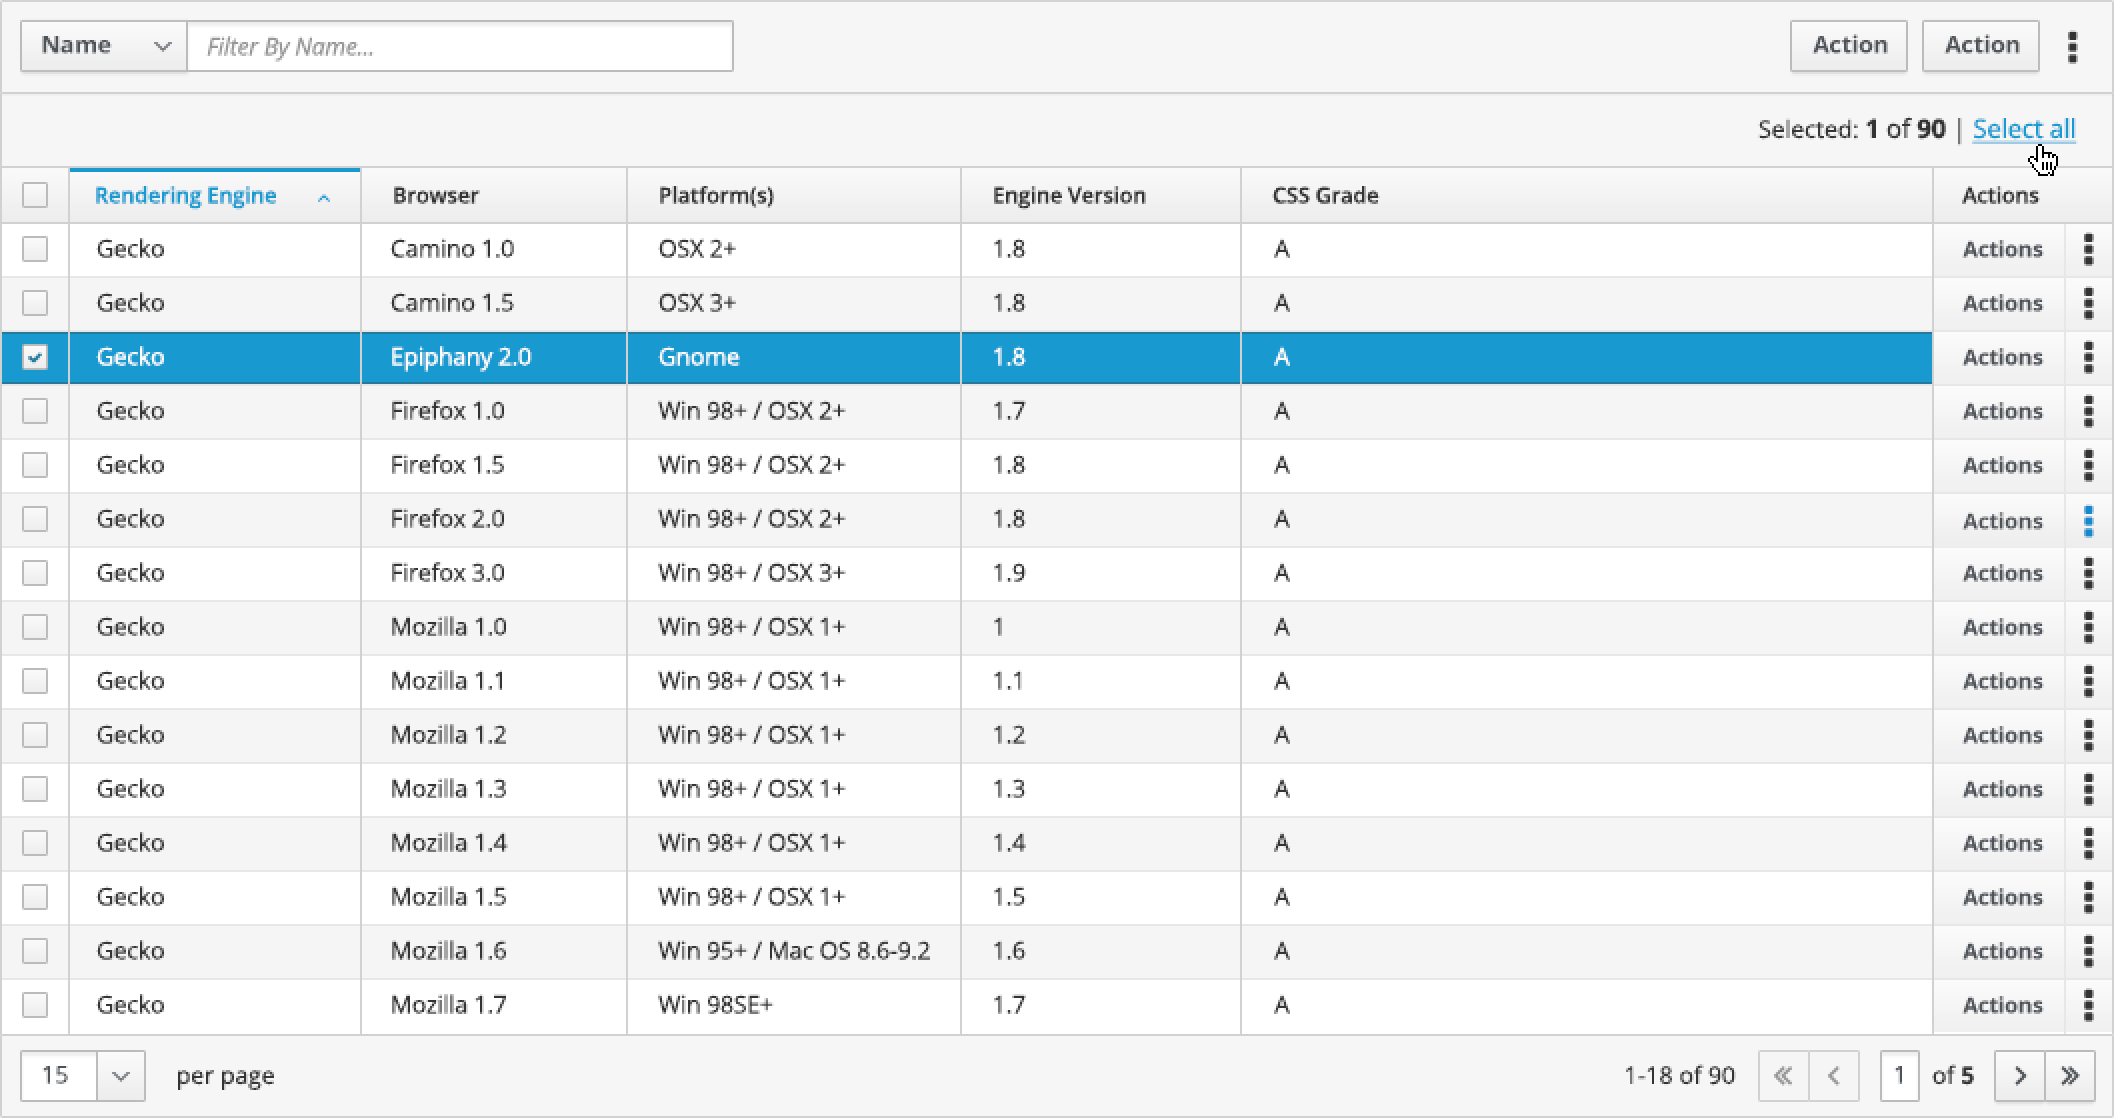 Name Filter By Name... Action Action
Selected: 1 of 90 | Select all
Rendering Engine Browser Platform(s) Engine Version CSS Grade Actions
Gecko Camino 1.0 OSX 2+ 1.8 A Actions
Gecko Camino 1.5 OSX 3+ 1.8 A Actions
Gecko Epiphany 2.0 Gnome 1.8 A Actions
Gecko Firefox 1.0 Win 98+ / OSX 2+ 1.7 A Actions
Gecko Firefox 1.5 Win 98+ / OSX 2+ 1.8 A Actions
Gecko Firefox 2.0 Win 98+ / OSX 2+ 1.8 A Actions
Gecko Firefox 3.0 Win 98+ / OSX 3+ 1.9 A Actions
Gecko Mozilla 1.0 Win 98+ / OSX 1+ 1 A Actions
Gecko Mozilla 1.1 Win 98+ / OSX 1+ 1.1 A Actions
Gecko Mozilla 1.2 Win 98+ / OSX 1+ 1.2 A Actions
Gecko Mozilla 1.3 Win 98+ / OSX 1+ 1.3 A Actions
Gecko Mozilla 1.4 Win 98+ / OSX 1+ 1.4 A Actions
Gecko Mozilla 1.5 Win 98+ / OSX 1+ 1.5 A Actions
Gecko Mozilla 1.6 Win 95+ / Mac OS 8.6-9.2 1.6 A Actions
Gecko Mozilla 1.7 Win 98SE+ 1.7 A Actions
15 per page 1-18 of 90 1 of 5